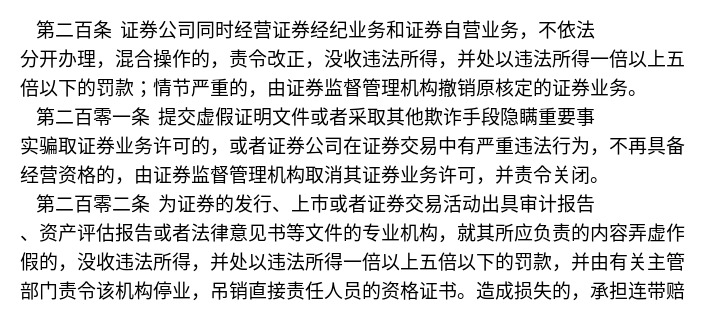 第二百条 证券公司同时经营证券经纪业务和证券自营业务，不依法
分开办理，混合操作的，责令改正，没收违法所得，并处以违法所得一倍以上五
倍以下的罚款；情节严重的，由证券监督管理机构撤销原核定的证券业务。
第二百零一条 提交虚假证明文件或者采取其他欺诈手段隐瞒重要事
实骗取证券业务许可的，或者证券公司在证券交易中有严重违法行为，不再具备
经营资格的，由证券监督管理机构取消其证券业务许可，并责令关闭。
第二百零二条 为证券的发行、上市或者证券交易活动出具审计报告
、资产评估报告或者法律意见书等文件的专业机构，就其所应负责的内容弄虚作
假的，没收违法所得，并处以违法所得一倍以上五倍以下的罚款，并由有关主管
部门责令该机构停业，吊销直接责任人员的资格证书。造成损失的，承担连带赔